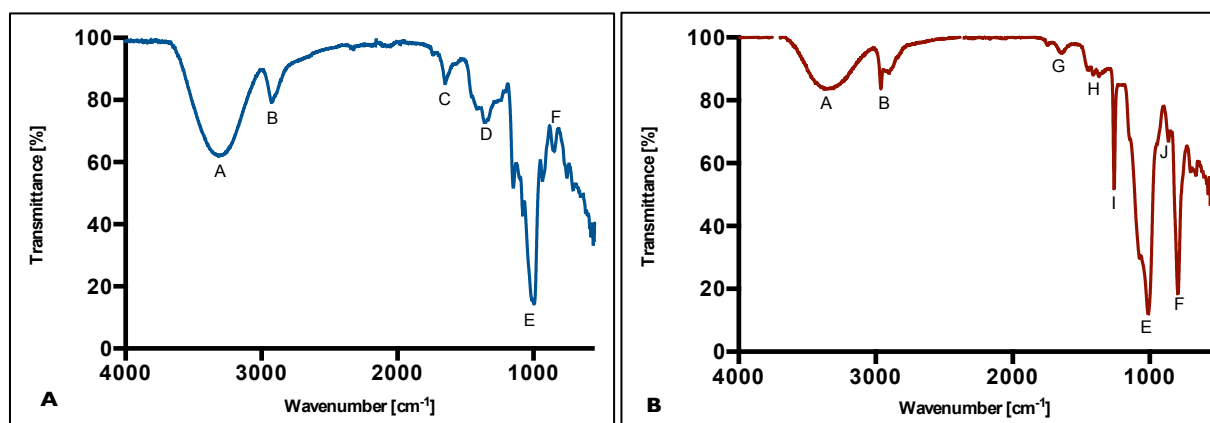 100
80
60
40
20
0
Transmittance [%]
4000
3000
2000
1000
Wavenumber [cm-1]
A
B
C
D
E
F
A
100
80
60
40
20
0
Transmittance [%]
4000
3000
2000
1000
Wavenumber [cm-1]
A
B
G
H
I
E
J
F
B